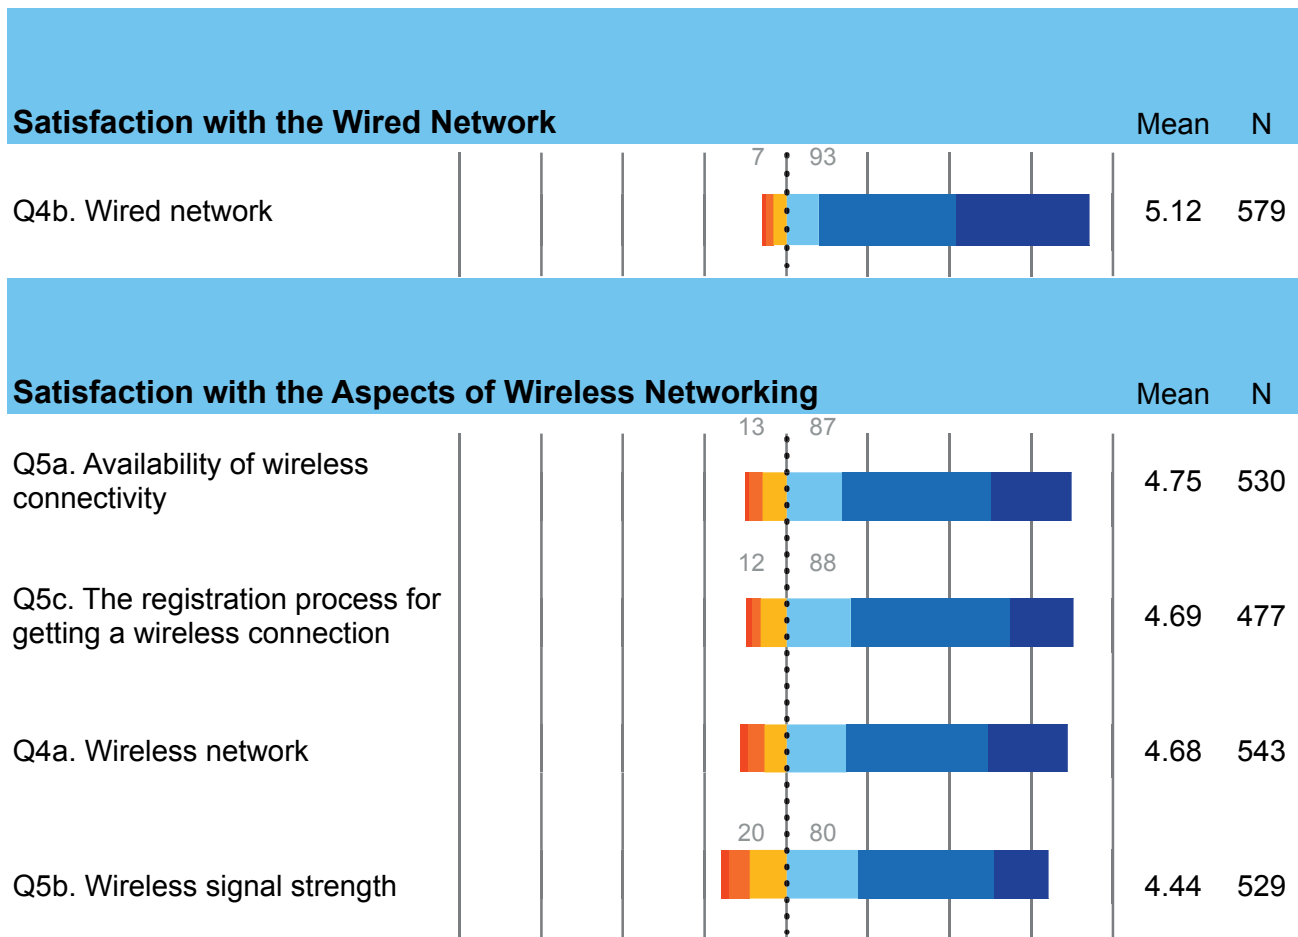 Satisfaction with the Wired Network Mean N
7 93
Q4b. Wired network 5.12 579
Satisfaction with the Aspects of Wireless Networking Mean N
13 87
Q5a. Availability of wireless
connectivity 4.75 530
12 88
Q5c. The registration process for
getting a wireless connection 4.69 477
Q4a. Wireless network 4.68 543
20 80
Q5b. Wireless signal strength 4.44 529